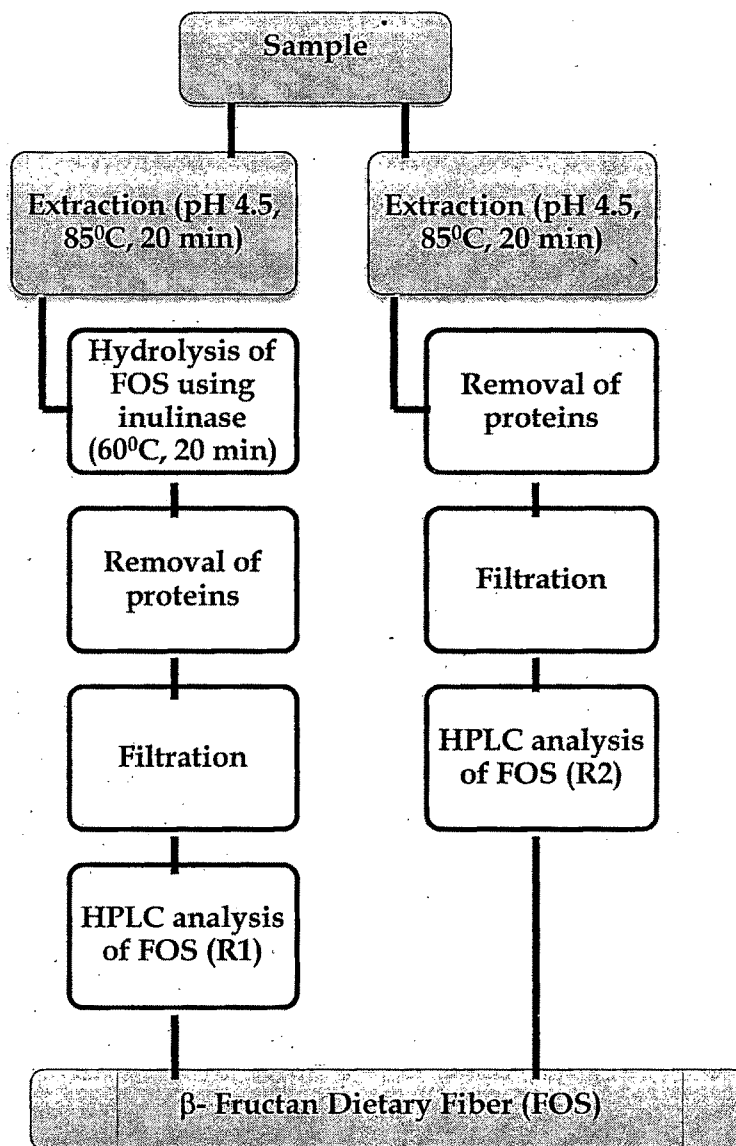 Sample
Extraction (pH 4.5,
85⁰C, 20 min)
Hydrolysis of
FOS using
inulinase
(60⁰C, 20 min)
Removal of
proteins
Filtration
HPLC analysis
of FOS (R1)
Extraction (pH 4.5,
85⁰C, 20 min)
Removal of
proteins
Filtration
HPLC analysis
of FOS (R2)
β- Fructan Dietary Fiber (FOS)